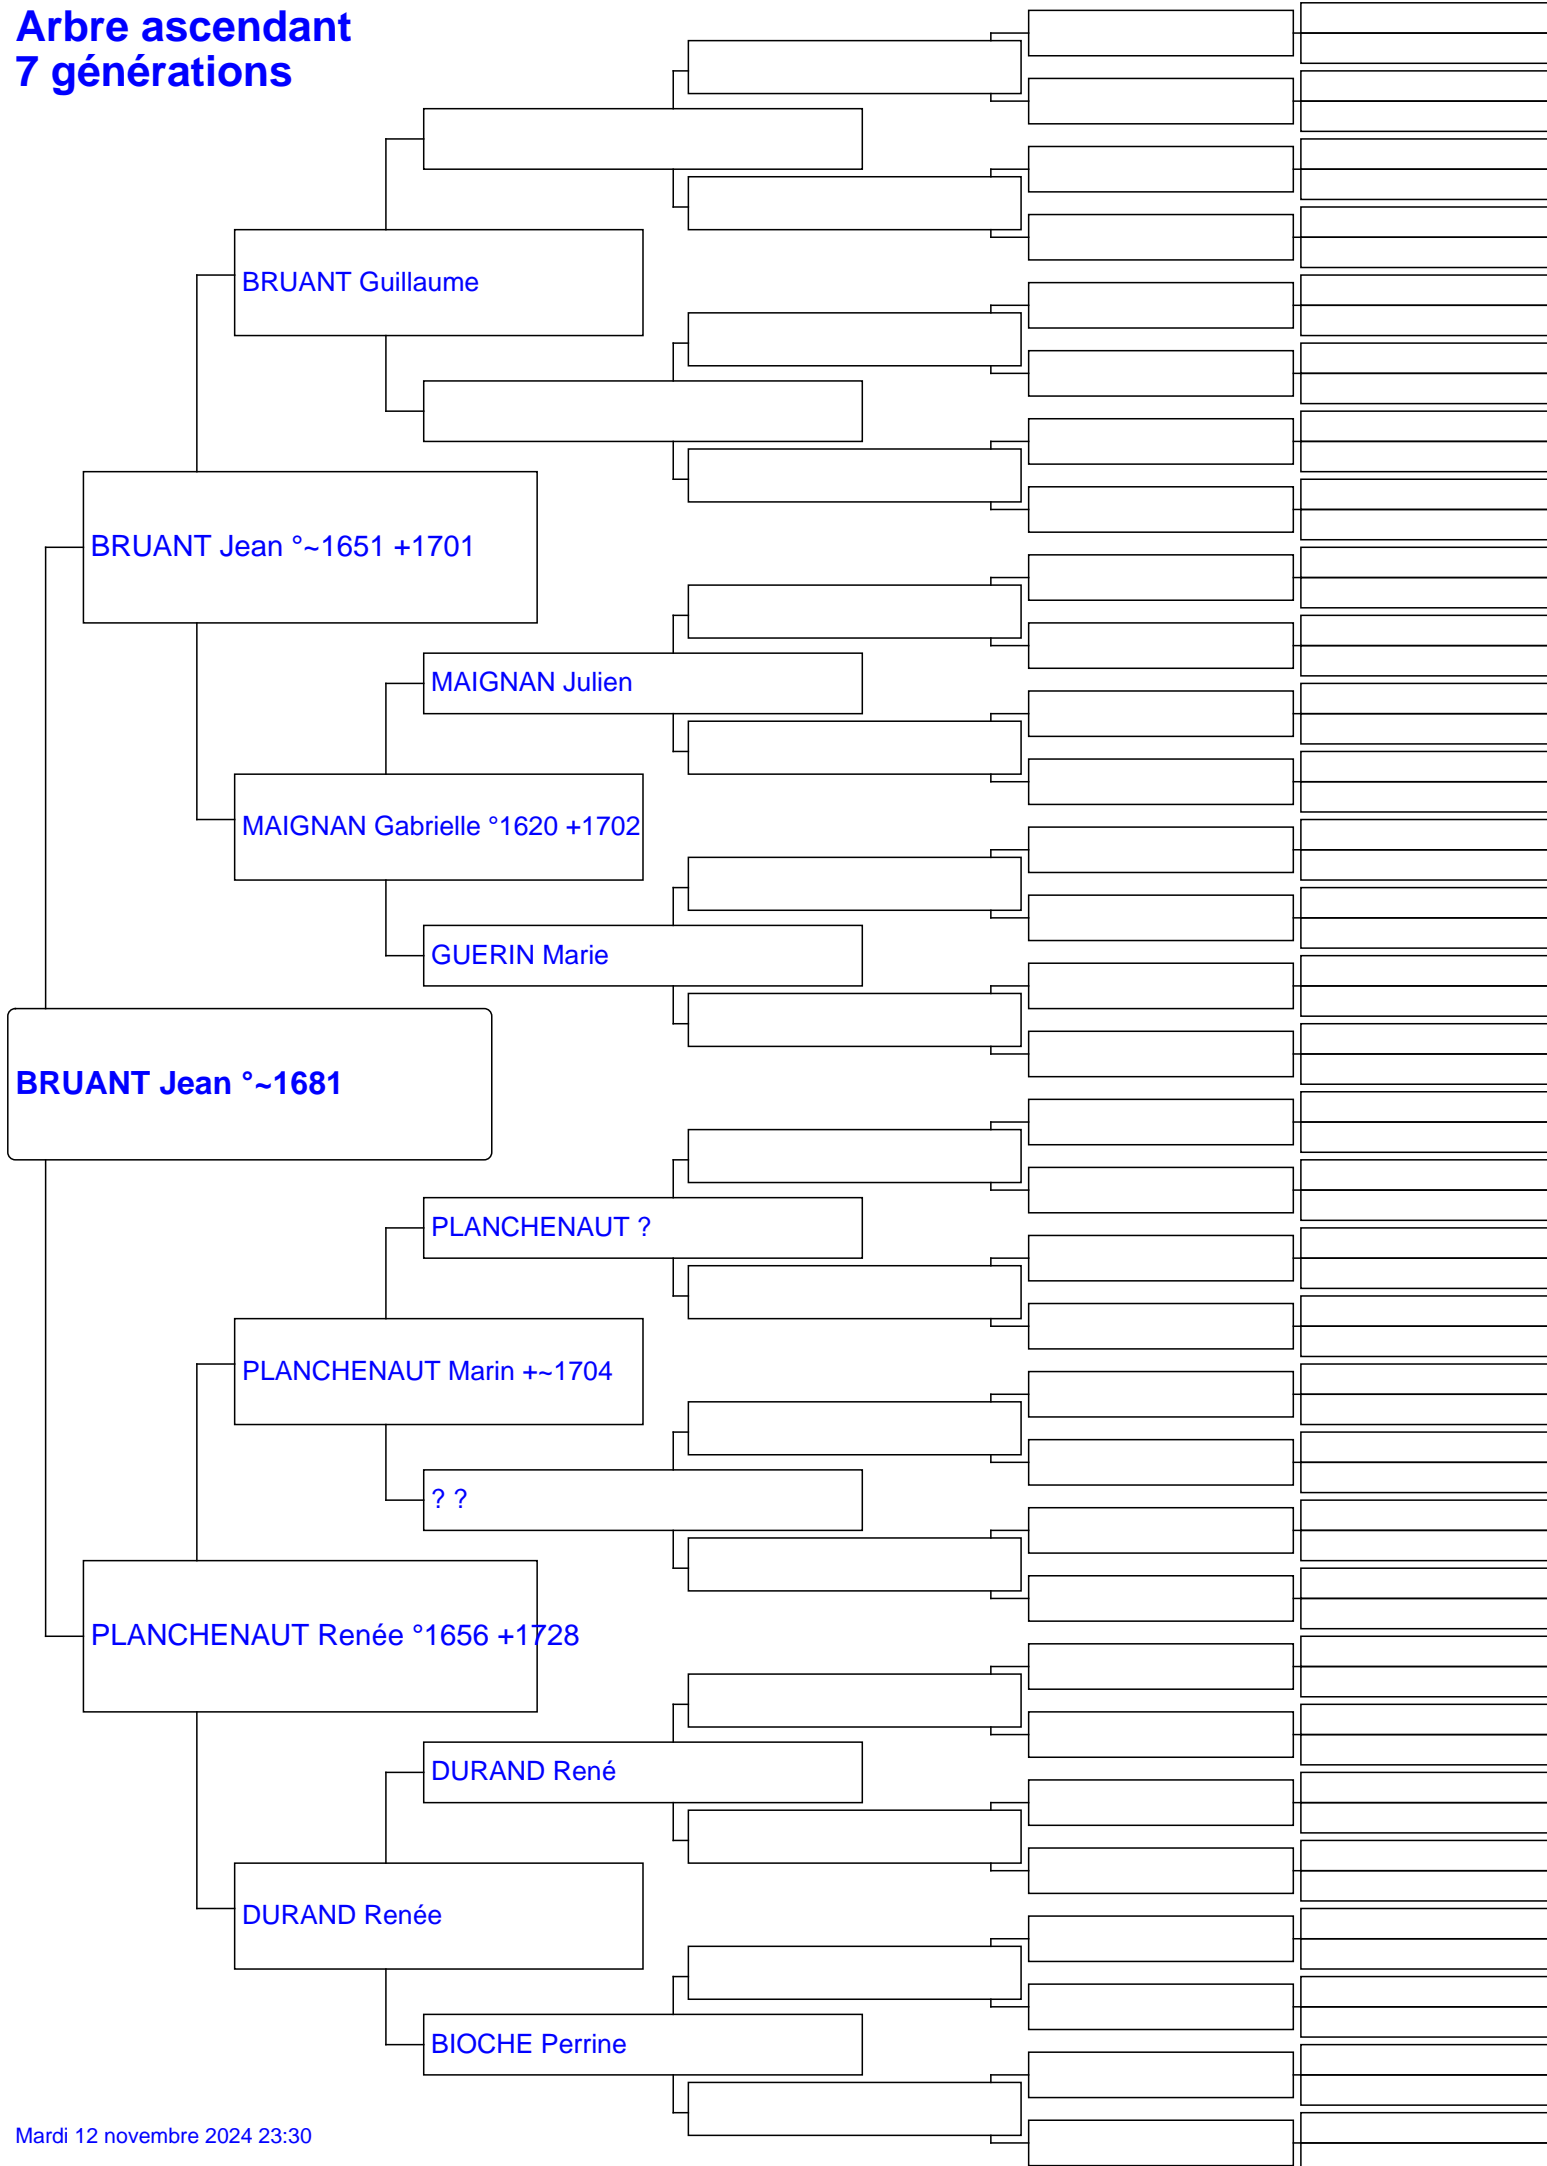 Arbre ascendant
7 générations
BRUANT Guillaume
BRUANT Jean °~1651 +1701
MAIGNAN Julien
MAIGNAN Gabrielle °1620 +1702
GUERIN Marie
BRUANT Jean °~1681
PLANCHENAUT ?
PLANCHENAUT Marin +~1704
? ?
PLANCHENAUT Renée °1656 +1728
DURAND René
DURAND Renée
BIOCHE Perrine
Mardi 12 novembre 2024 23:30